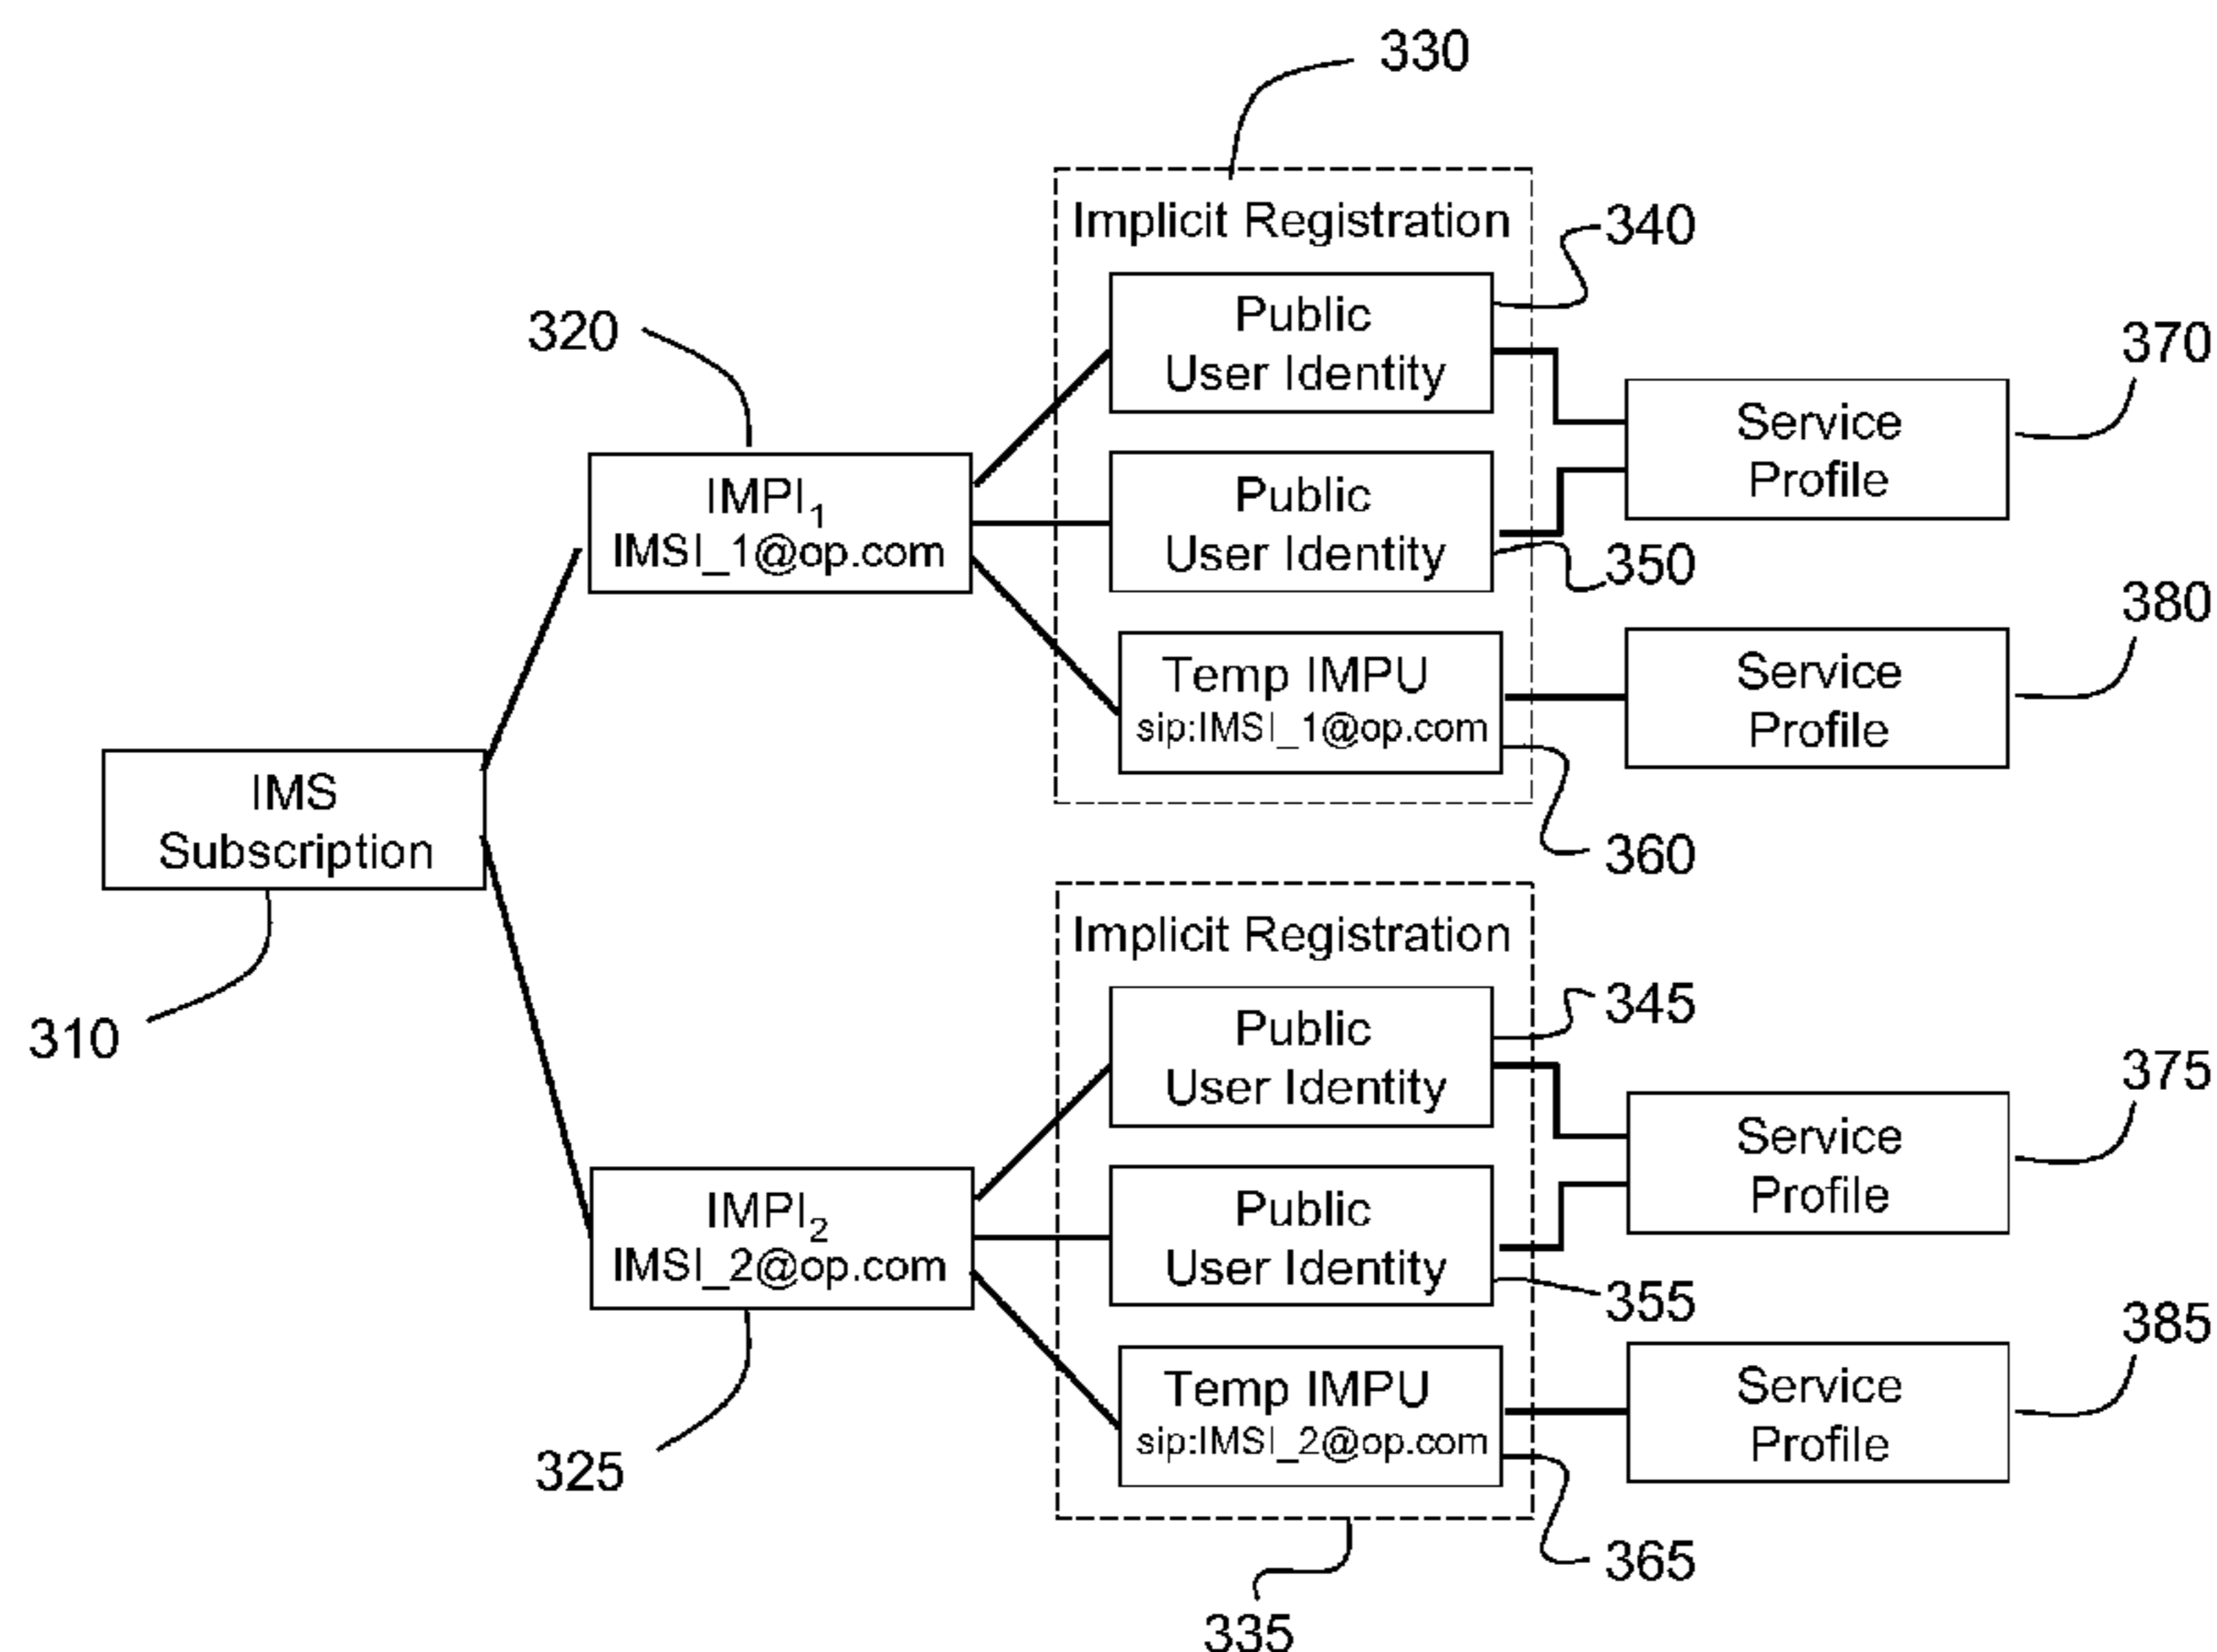 330
Implicit Registration
340
Public
User Identity
320
370
Service
Profile
IMPI1
IMSI_1@op.com
Public
User Identity
350
380
Temp IMPU
sip:IMSI_1@op.com
Service
Profile
IMS
Subscription
360
310
Implicit Registration
345
Public
User Identity
375
Service
Profile
IMPI2
IMSI_2@op.com
Public
User Identity
355
385
Temp IMPU
sip:IMSI_2@op.com
Service
Profile
325
365
335